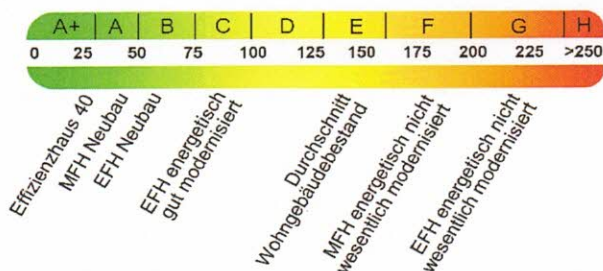 A+ A B C D E F G H
0 25 50 75 100 125 150 175 200 225 >250
Effizienzhaus 40
MFH Neubau
EFH Neubau
EFH energetisch
gut modernisiert
Durchschnitt
Wohngebäudebestand
MFH energetisch nicht
wesentlich modernisiert
EFH energetisch nicht
wesentlich modernisiert